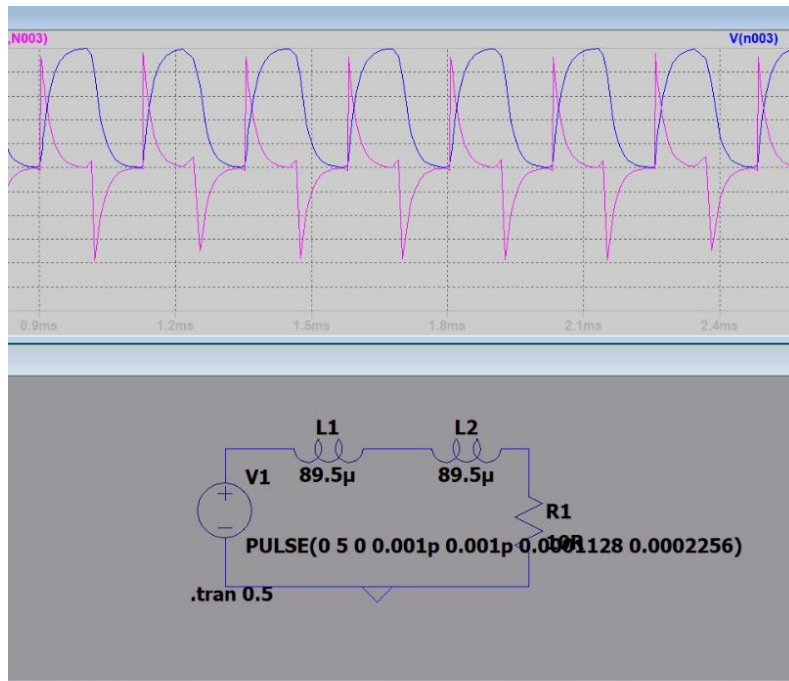 ,N003) V(n003)
0.9ms 1.2ms 1.5ms 1.8ms 2.1ms 2.4ms
L1 L2
V1 89.5µ 89.5µ
R1
10R
PULSE(0 5 0 0.001p 0.001p 0.0001128 0.0002256)
.tran 0.5